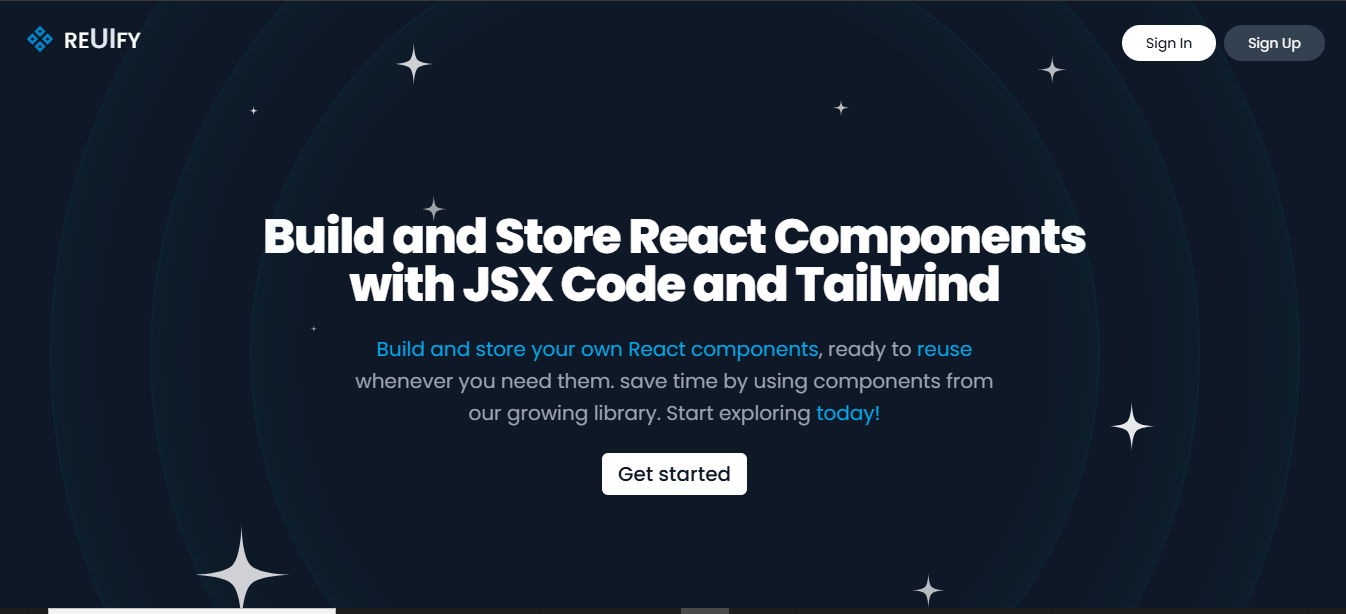 REUIFY
Sign In
Sign Up
Build and Store React Components
with JSX Code and Tailwind
Build and store your own React components, ready to reuse
whenever you need them. save time by using components from
our growing library. Start exploring today!
Get started